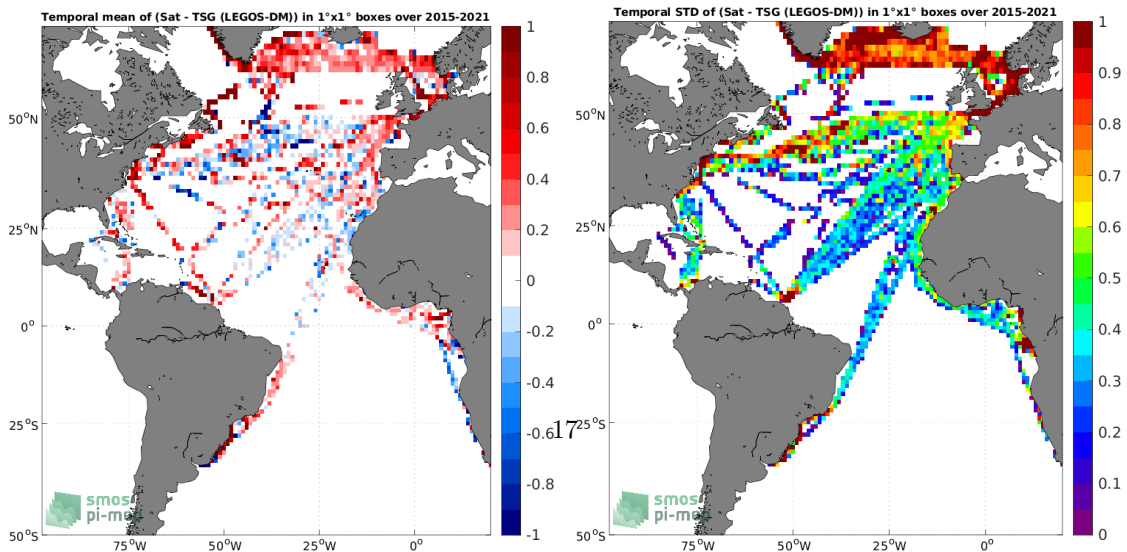 Temporal mean of (Sat - TSG (LEGOS-DM)) in 1°x1° boxes over 2015-2021
50°N
25°N
0°
25°S
50°S
75°W
50°W
25°W
0°
1
0.8
0.6
0.4
0.2
0
-0.2
-0.4
-0.6
-0.8
-1
smos
pi-mep
17
Temporal STD of (Sat - TSG (LEGOS-DM)) in 1°x1° boxes over 2015-2021
50°N
25°N
0°
25°S
50°S
75°W
50°W
25°W
0°
1
0.9
0.8
0.7
0.6
0.5
0.4
0.3
0.2
0.1
0
smos
pi-mep